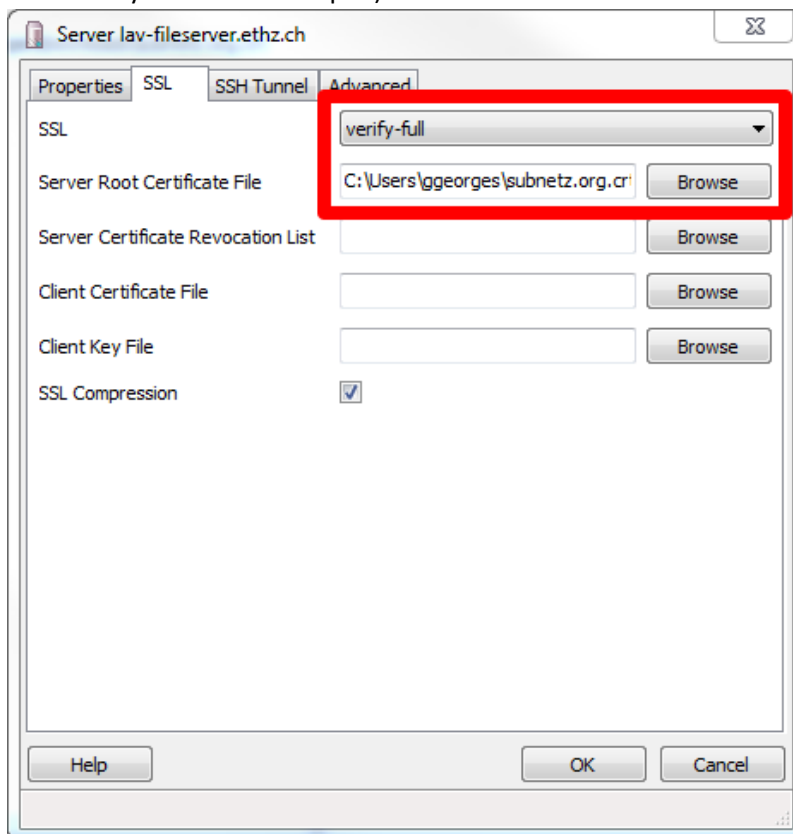 Server lav-fileserver.ethz.ch
Properties SSL SSH Tunnel Advanced
SSL verify-full
Server Root Certificate File C:\Users\ggeorges\subnetz.org.crt Browse
Server Certificate Revocation List Browse
Client Certificate File Browse
Client Key File Browse
SSL Compression
Help OK Cancel